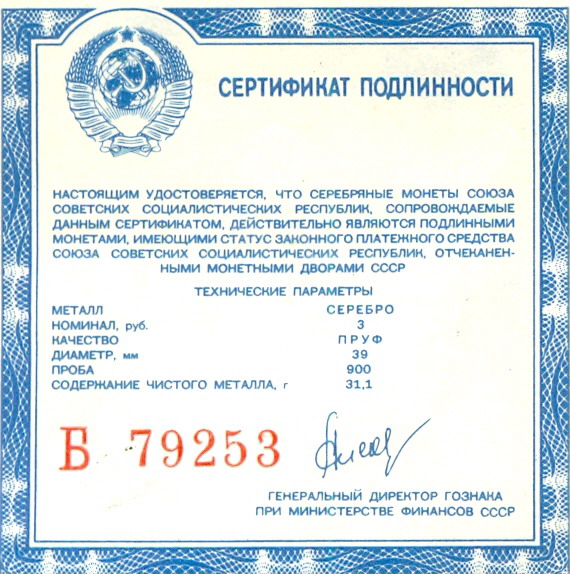 СЕРТИФИКАТ ПОДЛИННОСТИ
НАСТОЯЩИМ УДОСТОВЕРЯЕТСЯ, ЧТО СЕРЕБРЯНЫЕ МОНЕТЫ СОЮЗА
СОВЕТСКИХ СОЦИАЛИСТИЧЕСКИХ РЕСПУБЛИК, СОПРОВОЖДАЕМЫЕ
ДАННЫМ СЕРТИФИКАТОМ, ДЕЙСТВИТЕЛЬНО ЯВЛЯЮТСЯ ПОДЛИННЫМИ
МОНЕТАМИ, ИМЕЮЩИМИ СТАТУС ЗАКОННОГО ПЛАТЕЖНОГО СРЕДСТВА
СОЮЗА СОВЕТСКИХ СОЦИАЛИСТИЧЕСКИХ РЕСПУБЛИК, ОТЧЕКАНЕН-
НЫМИ МОНЕТНЫМИ ДВОРАМИ СССР
ТЕХНИЧЕСКИЕ ПАРАМЕТРЫ
МЕТАЛЛ СЕРЕБРО
НОМИНАЛ, руб. 3
КАЧЕСТВО ПРУФ
ДИАМЕТР, мм 39
ПРОБА 900
СОДЕРЖАНИЕ ЧИСТОГО МЕТАЛЛА, г 31,1
Б 79253
ГЕНЕРАЛЬНЫЙ ДИРЕКТОР ГОЗНАКА
ПРИ МИНИСТЕРСТВЕ ФИНАНСОВ СССР